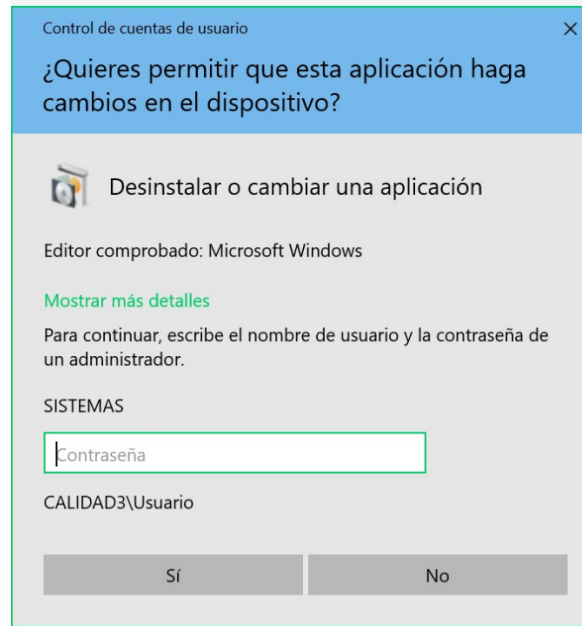 Control de cuentas de usuario
¿Quieres permitir que esta aplicación haga
cambios en el dispositivo?
Desinstalar o cambiar una aplicación
Editor comprobado: Microsoft Windows
Mostrar más detalles
Para continuar, escribe el nombre de usuario y la contraseña de
un administrador.
SISTEMAS
Contraseña
CALIDAD3\Usuario
Sí
No